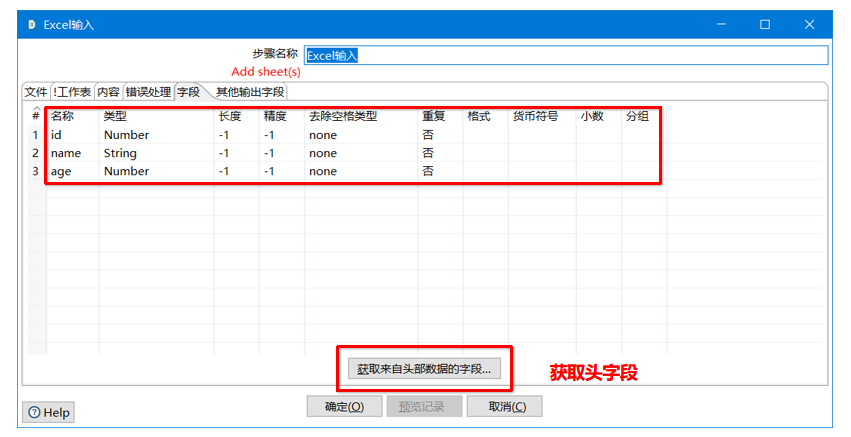 Excel输入
步骤名称 Excel输入
Add sheet(s)
文件 !工作表 内容 错误处理 字段 其他输出字段
# 名称 类型 长度 精度 去除空格类型 重复 格式 货币符号 小数 分组
1 id Number -1 -1 none 否
2 name String -1 -1 none 否
3 age Number -1 -1 none 否
获取来自头部数据的字段... 获取头字段
Help 确定(O) 预览记录 取消(C)